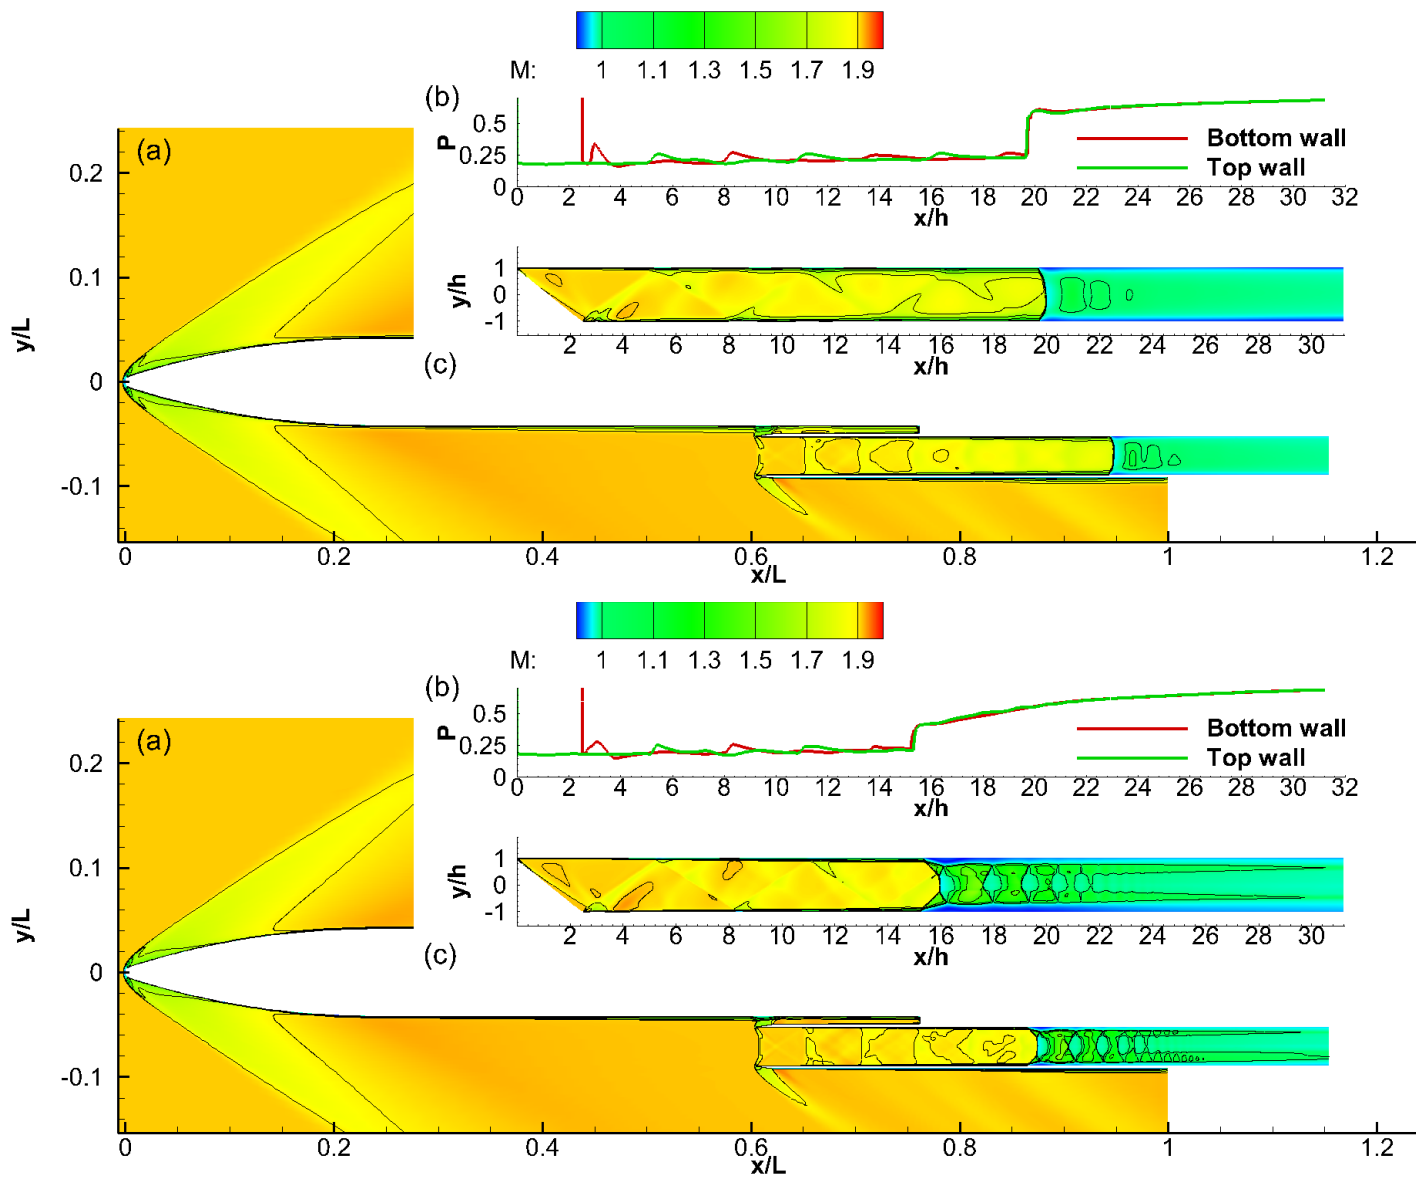 M: 1 1.1 1.3 1.5 1.7 1.9
(b)
P
0.5
0.25
0
Bottom wall
Top wall
2 4 6 8 10 12 14 16 18 20 22 24 26 28 30 32
x/h
(a)
y/L
0.2
0.1
0
-0.1
y/h
1
0
-1
2 4 6 8 10 12 14 16 18 20 22 24 26 28 30
x/h
(c)
0 0.2 0.4 0.6 0.8 1 1.2
x/L
M: 1 1.1 1.3 1.5 1.7 1.9
(b)
P
0.5
0.25
0
Bottom wall
Top wall
2 4 6 8 10 12 14 16 18 20 22 24 26 28 30 32
x/h
(a)
y/L
0.2
0.1
0
-0.1
y/h
1
0
-1
2 4 6 8 10 12 14 16 18 20 22 24 26 28 30
x/h
(c)
0 0.2 0.4 0.6 0.8 1 1.2
x/L